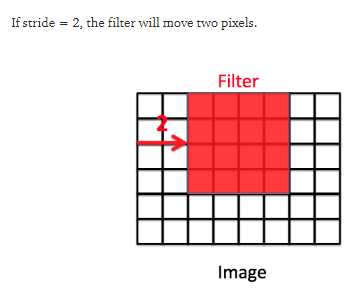 If stride = 2, the filter will move two pixels.
Filter
2
Image